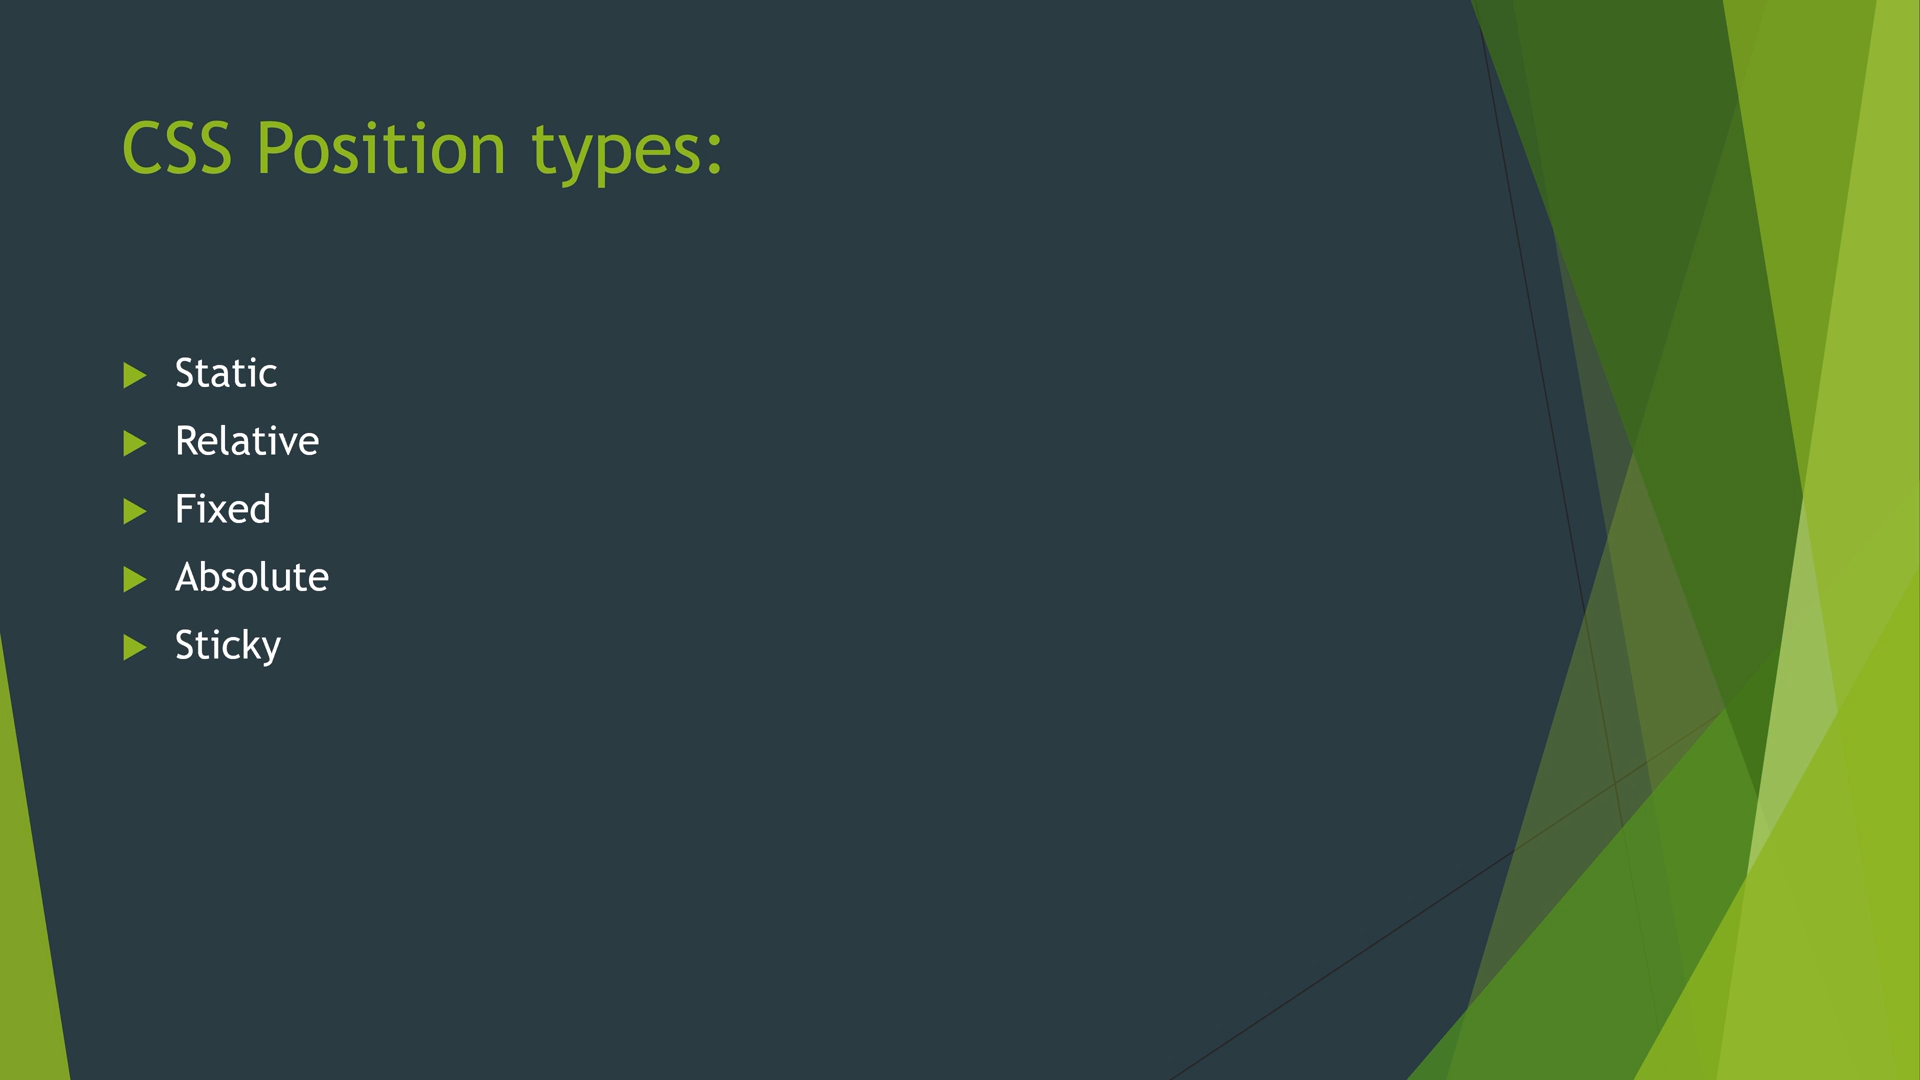 CSS Position types:
Static
Relative
Fixed
Absolute
Sticky